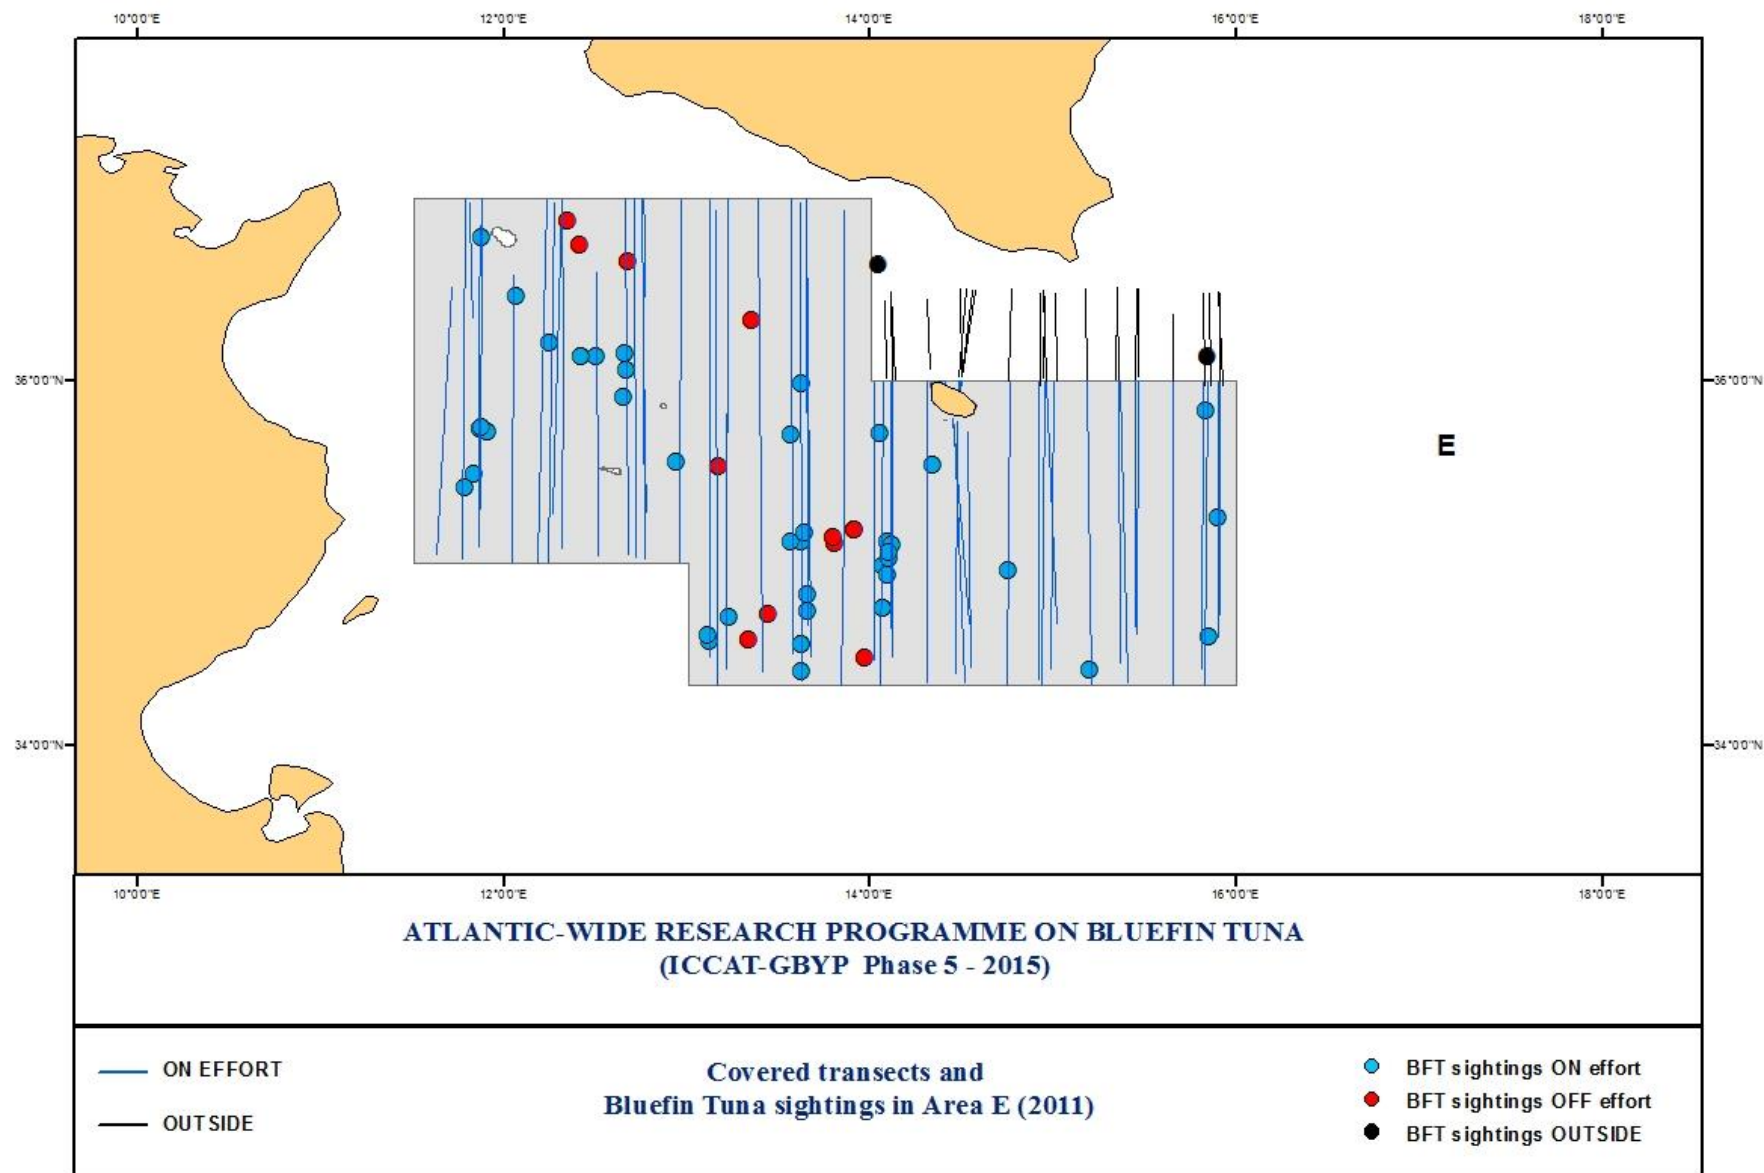 10°0'0"E 12°0'0"E 14°0'0"E 16°0'0"E 18°0'0"E
36°0'0"N 36°0'0"N
E
34°0'0"N 34°0'0"N
10°0'0"E 12°0'0"E 14°0'0"E 16°0'0"E 18°0'0"E
ATLANTIC-WIDE RESEARCH PROGRAMME ON BLUEFIN TUNA
(ICCAT-GBYP Phase 5 - 2015)
ON EFFORT
OUTSIDE
Covered transects and
Bluefin Tuna sightings in Area E (2011)
BFT sightings ON effort
BFT sightings OFF effort
BFT sightings OUTSIDE